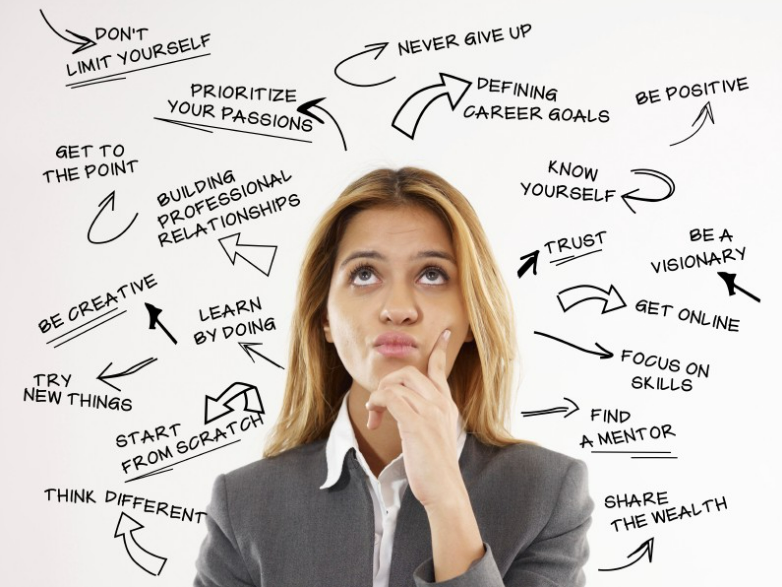 DON'T
LIMIT YOURSELF
NEVER GIVE UP
PRIORITIZE
YOUR PASSIONS
DEFINING
CAREER GOALS
BE POSITIVE
GET TO
THE POINT
BUILDING
PROFESSIONAL
RELATIONSHIPS
KNOW
YOURSELF
TRUST
BE A
VISIONARY
BE CREATIVE
LEARN
BY DOING
GET ONLINE
TRY
NEW THINGS
FOCUS ON
SKILLS
START
FROM SCRATCH
FIND
A MENTOR
THINK DIFFERENT
SHARE
THE WEALTH